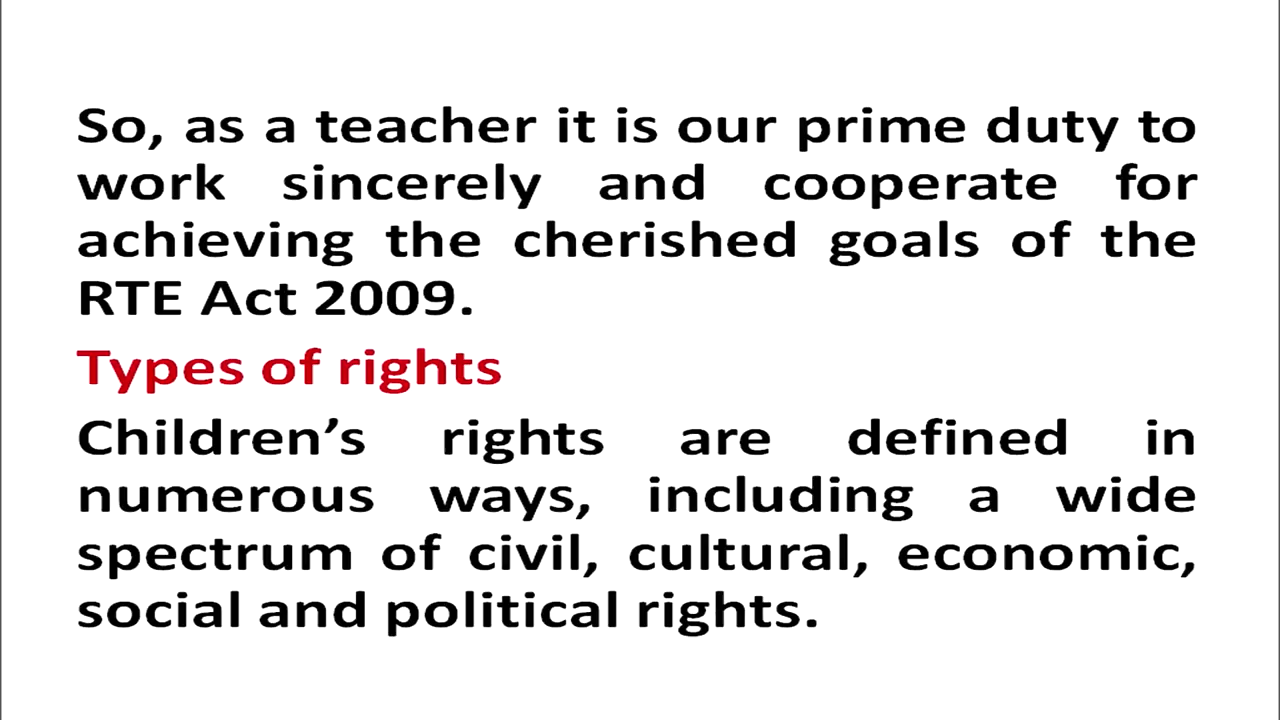 So, as a teacher it is our prime duty to
work sincerely and cooperate for
achieving the cherished goals of the
RTE Act 2009.
Types of rights
Children’s rights are defined in
numerous ways, including a wide
spectrum of civil, cultural, economic,
social and political rights.